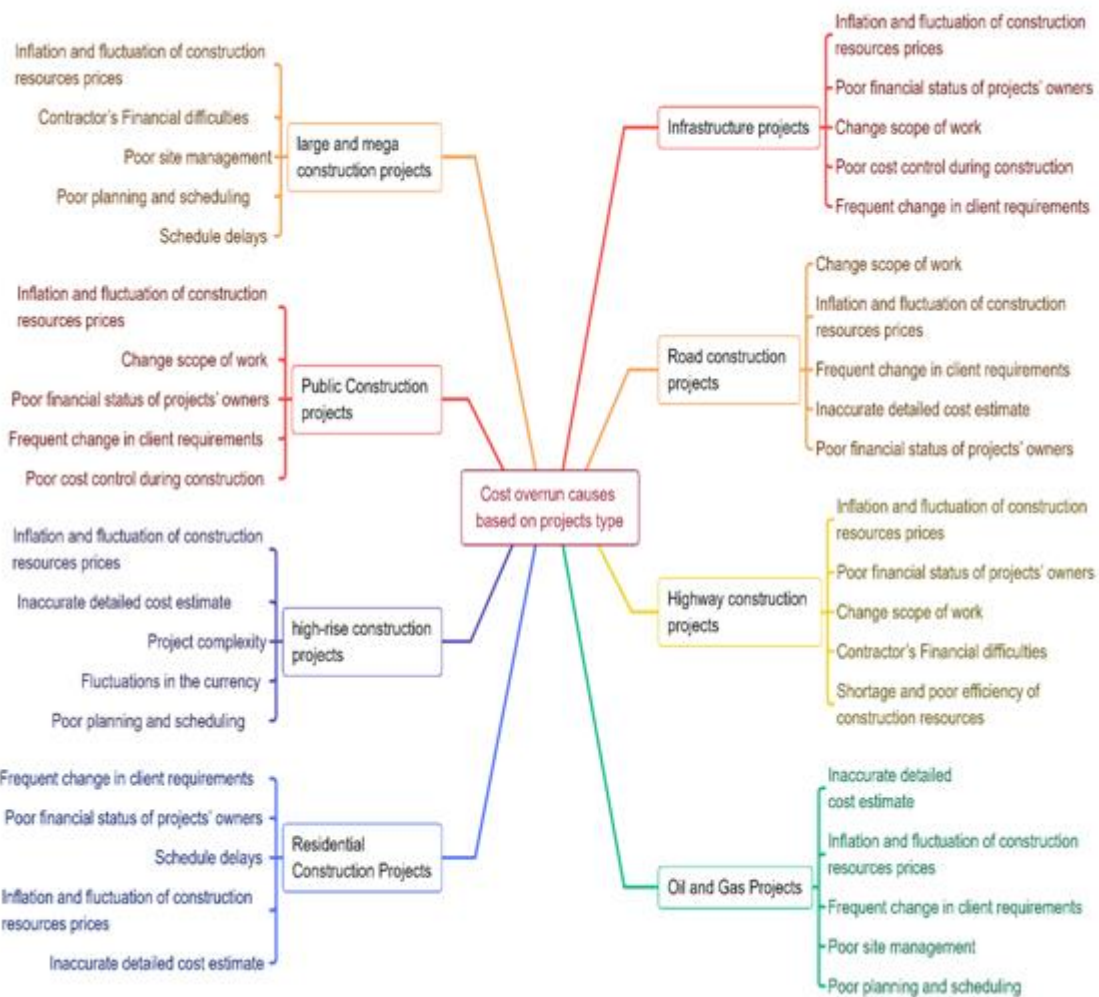 Cost overrun causes
based on projects type
large and mega
construction projects
Inflation and fluctuation of construction
resources prices
Contractor's Financial difficulties
Poor site management
Poor planning and scheduling
Schedule delays
Public Construction
projects
Inflation and fluctuation of construction
resources prices
Change scope of work
Poor financial status of projects' owners
Frequent change in client requirements
Poor cost control during construction
high-rise construction
projects
Inflation and fluctuation of construction
resources prices
Inaccurate detailed cost estimate
Project complexity
Fluctuations in the currency
Poor planning and scheduling
Residential
Construction Projects
Frequent change in client requirements
Poor financial status of projects' owners
Schedule delays
Inflation and fluctuation of construction
resources prices
Inaccurate detailed cost estimate
Infrastructure projects
Inflation and fluctuation of construction
resources prices
Poor financial status of projects' owners
Change scope of work
Poor cost control during construction
Frequent change in client requirements
Road construction
projects
Change scope of work
Inflation and fluctuation of construction
resources prices
Frequent change in client requirements
Inaccurate detailed cost estimate
Poor financial status of projects' owners
Highway construction
projects
Inflation and fluctuation of construction
resources prices
Poor financial status of projects' owners
Change scope of work
Contractor's Financial difficulties
Shortage and poor efficiency of
construction resources
Oil and Gas Projects
Inaccurate detailed
cost estimate
Inflation and fluctuation of construction
resources prices
Frequent change in client requirements
Poor site management
Poor planning and scheduling